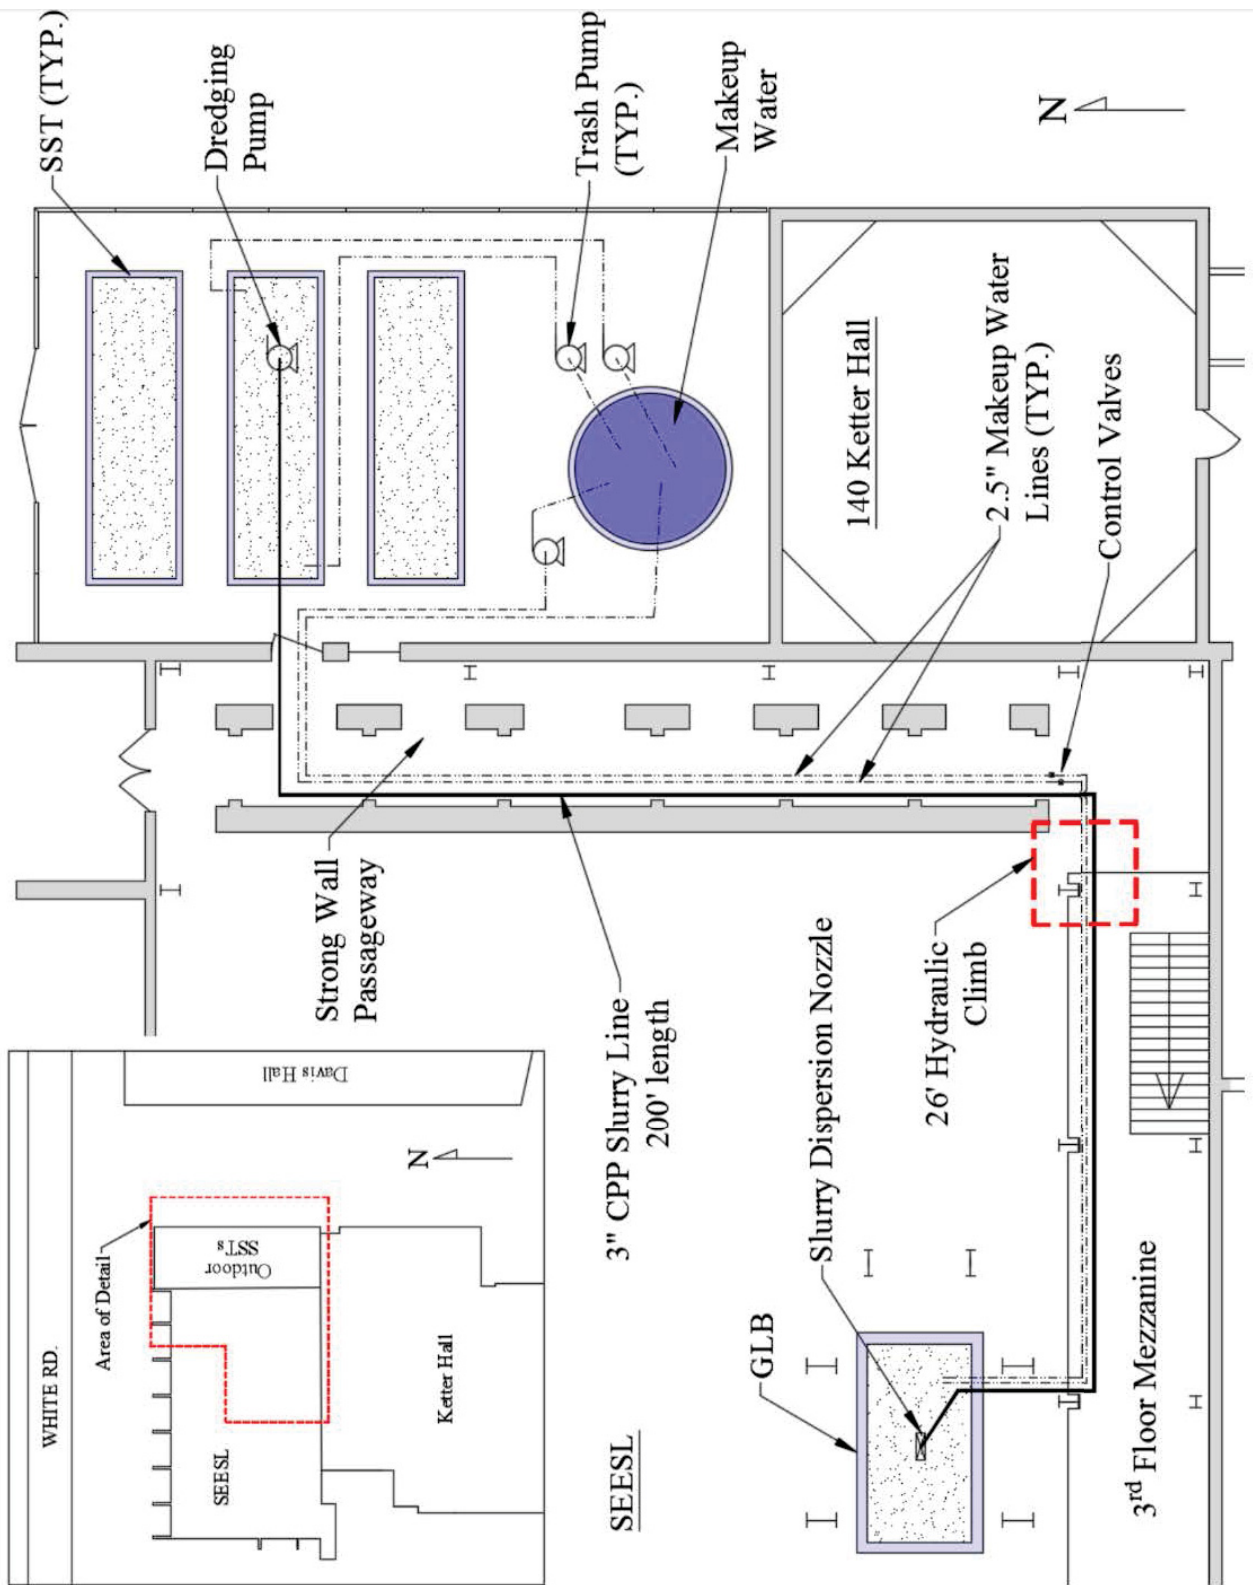 SST (TYP.)
Dredging
Pump
Trash Pump
(TYP.)
Makeup
Water
N
140 Ketter Hall
2.5" Makeup Water
Lines (TYP.)
Control Valves
Strong Wall
Passageway
3" CPP Slurry Line
200' length
26' Hydraulic
Climb
Slurry Dispersion Nozzle
GLB
3rd Floor Mezzanine
SEESL
WHITE RD.
Area of Detail
Davis Hall
N
Outdoor
SSTs
SEESL
Ketter Hall